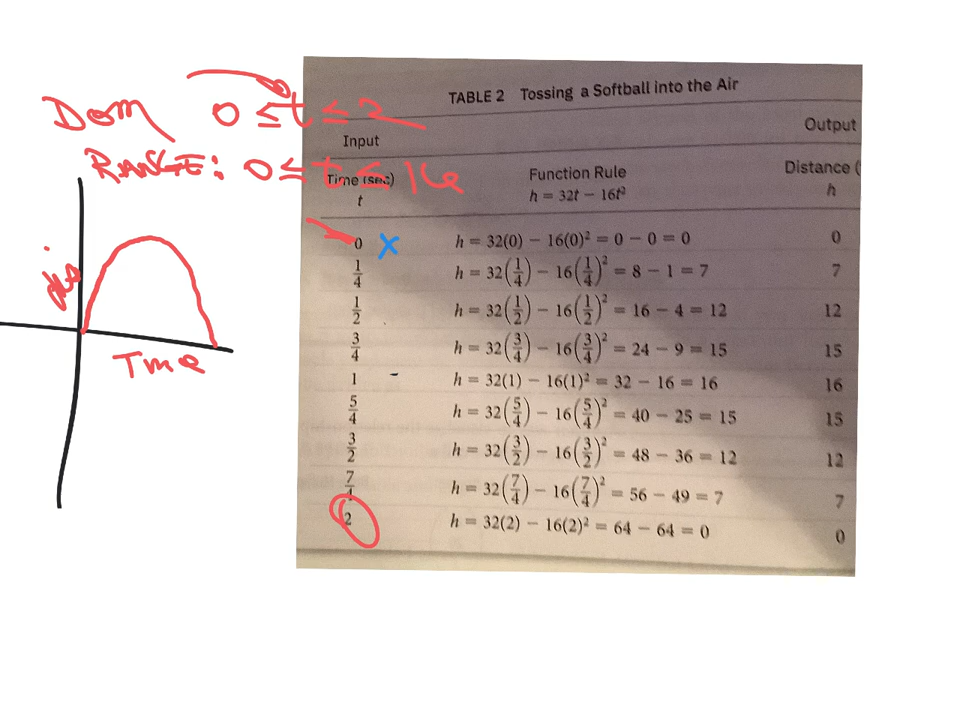 TABLE 2 Tossing a Softball into the Air
Dom 0 ≤ t ≤ 2
Input Output
RANGE: 0 ≤ t ≤ 16
Time (sec) Function Rule Distance (
t h = 32t − 16t² h
0 x h = 32(0) − 16(0)² = 0 − 0 = 0 0
1/4 h = 32(1/4) − 16(1/4)² = 8 − 1 = 7 7
dis
1/2 h = 32(1/2) − 16(1/2)² = 16 − 4 = 12 12
3/4 h = 32(3/4) − 16(3/4)² = 24 − 9 = 15 15
Tme
1 h = 32(1) − 16(1)² = 32 − 16 = 16 16
5/4 h = 32(5/4) − 16(5/4)² = 40 − 25 = 15 15
3/2 h = 32(3/2) − 16(3/2)² = 48 − 36 = 12 12
7/4 h = 32(7/4) − 16(7/4)² = 56 − 49 = 7 7
2 h = 32(2) − 16(2)² = 64 − 64 = 0 0